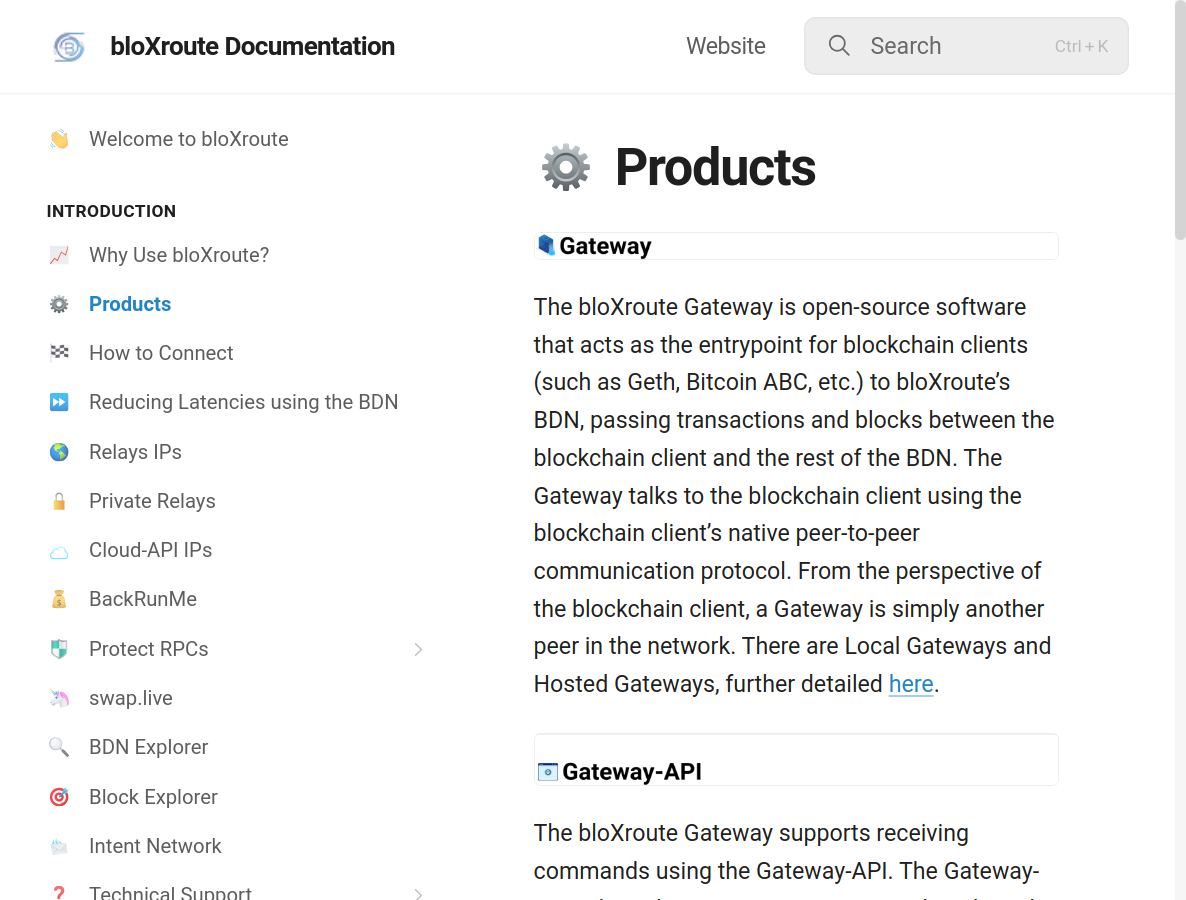 bloXroute Documentation
Website
Search
Ctrl + K
Welcome to bloXroute
INTRODUCTION
Why Use bloXroute?
Products
How to Connect
Reducing Latencies using the BDN
Relays IPs
Private Relays
Cloud-API IPs
BackRunMe
Protect RPCs
swap.live
BDN Explorer
Block Explorer
Intent Network
Technical Support
Products
Gateway
The bloXroute Gateway is open-source software
that acts as the entrypoint for blockchain clients
(such as Geth, Bitcoin ABC, etc.) to bloXroute’s
BDN, passing transactions and blocks between the
blockchain client and the rest of the BDN. The
Gateway talks to the blockchain client using the
blockchain client’s native peer-to-peer
communication protocol. From the perspective of
the blockchain client, a Gateway is simply another
peer in the network. There are Local Gateways and
Hosted Gateways, further detailed here.
Gateway-API
The bloXroute Gateway supports receiving
commands using the Gateway-API. The Gateway-